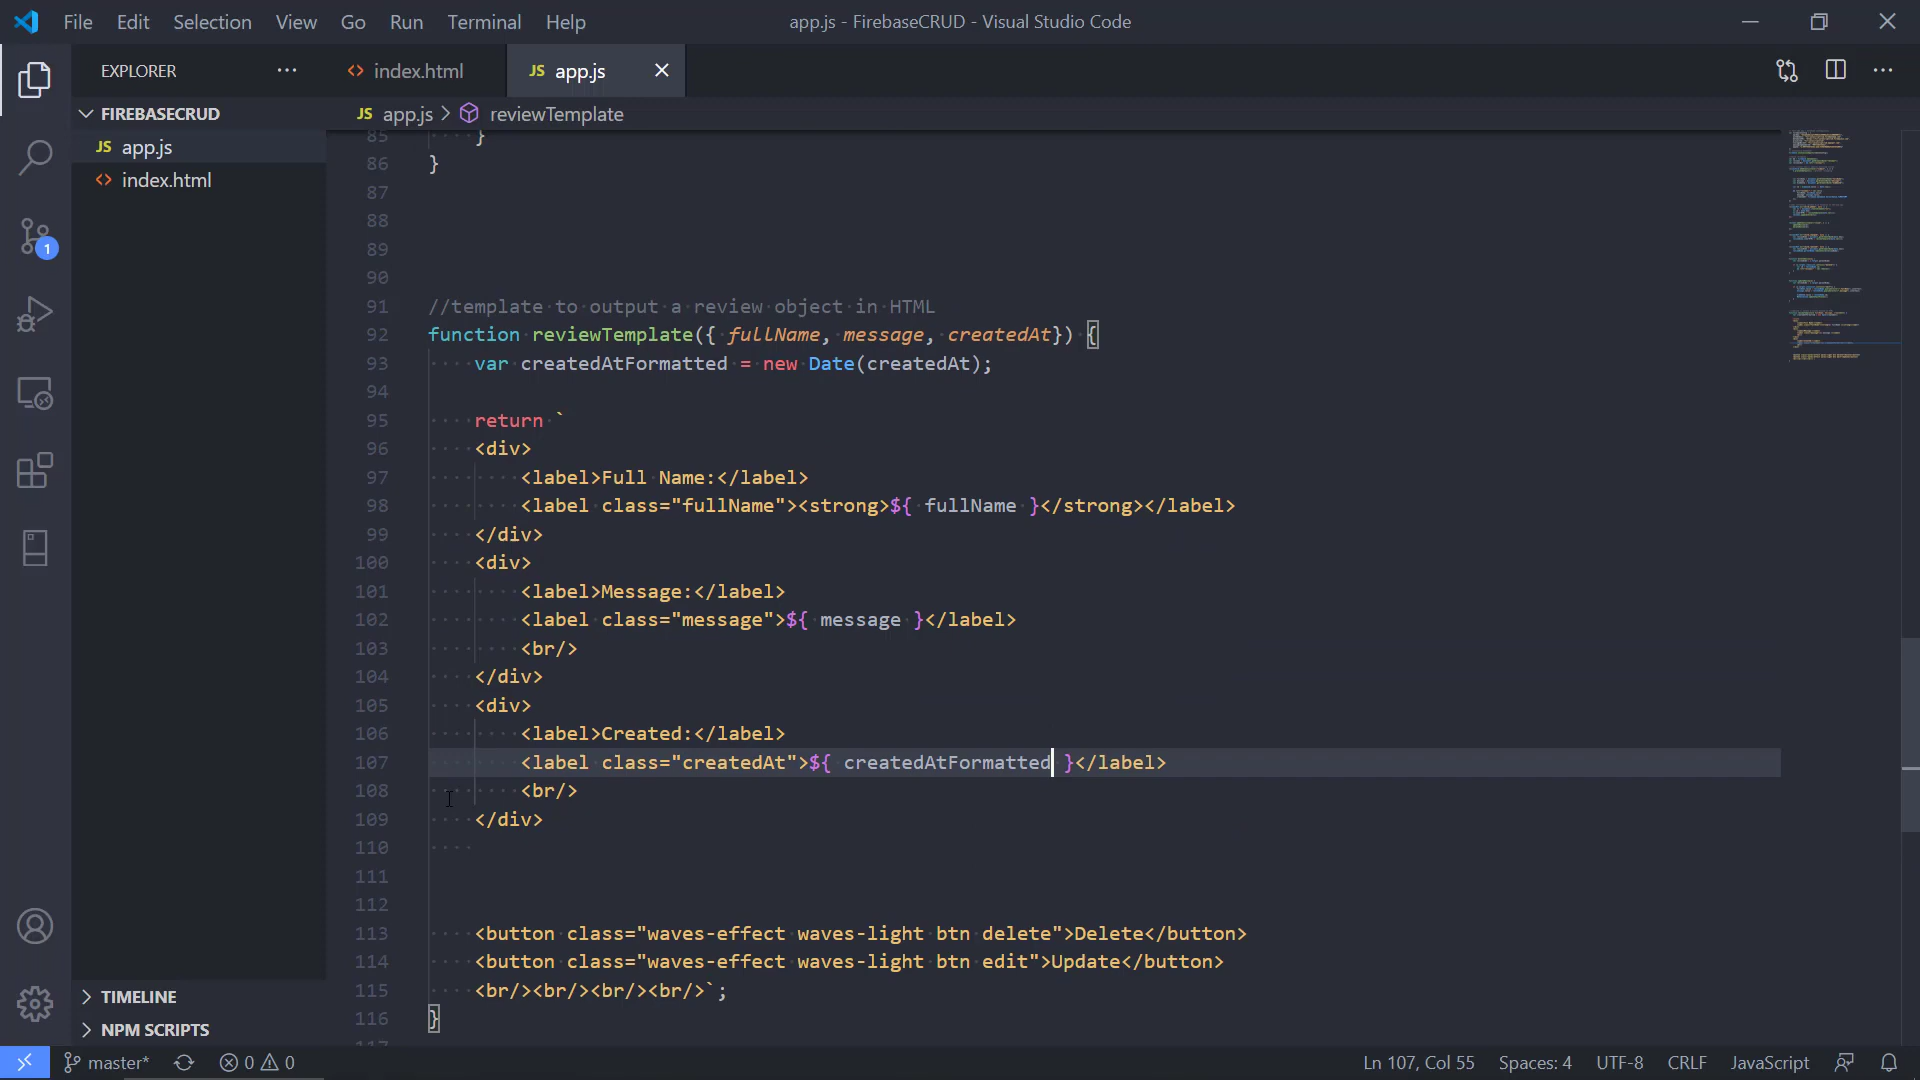 File Edit Selection View Go Run Terminal Help
app.js - FirebaseCRUD - Visual Studio Code
EXPLORER
index.html
JS app.js
FIREBASECRUD
JS app.js > reviewTemplate
JS app.js
index.html
85 }
86 }
87
88
89
90
91 //template to output a review object in HTML
92 function reviewTemplate({ fullName, message, createdAt}) {
93 var createdAtFormatted = new Date(createdAt);
94
95 return `
96 <div>
97 <label>Full Name:</label>
98 <label class="fullName"><strong>${ fullName }</strong></label>
99 </div>
100 <div>
101 <label>Message:</label>
102 <label class="message">${ message }</label>
103 <br/>
104 </div>
105 <div>
106 <label>Created:</label>
107 <label class="createdAt">${ createdAtFormatted }</label>
108 <br/>
109 </div>
110
111
112
113 <button class="waves-effect waves-light btn delete">Delete</button>
114 <button class="waves-effect waves-light btn edit">Update</button>
115 <br/><br/><br/><br/>`;
116 }
1
TIMELINE
NPM SCRIPTS
master* 0 0
Ln 107, Col 55 Spaces: 4 UTF-8 CRLF JavaScript